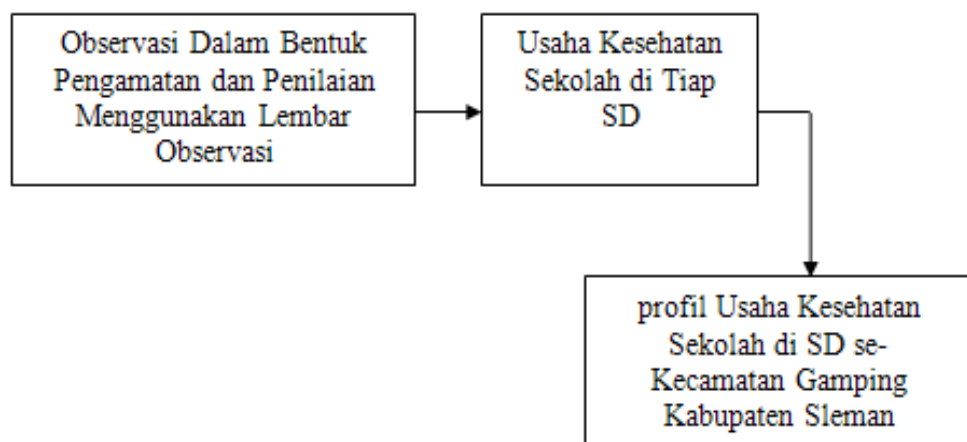 Observasi Dalam Bentuk
Pengamatan dan Penilaian
Menggunakan Lembar
Observasi
Usaha Kesehatan
Sekolah di Tiap
SD
profil Usaha Kesehatan
Sekolah di SD se-
Kecamatan Gamping
Kabupaten Sleman